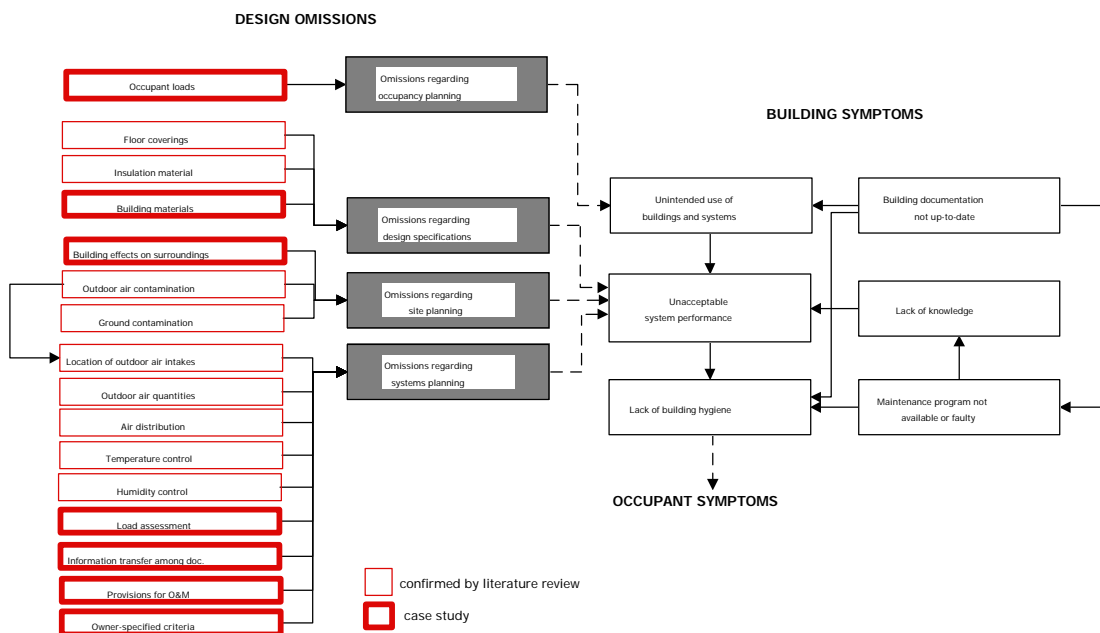 DESIGN OMISSIONS
Occupant loads
Floor coverings
Insulation material
Building materials
Building effects on surroundings
Outdoor air contamination
Ground contamination
Location of outdoor air intakes
Outdoor air quantities
Air distribution
Temperature control
Humidity control
Load assessment
Information transfer among doc.
Provisions for O&M
Owner-specified criteria
Omissions regarding
occupancy planning
Omissions regarding
design specifications
Omissions regarding
site planning
Omissions regarding
systems planning
BUILDING SYMPTOMS
Unintended use of
buildings and systems
Unacceptable
system performance
Lack of building hygiene
Building documentation
not up-to-date
Lack of knowledge
Maintenance program not
available or faulty
OCCUPANT SYMPTOMS
confirmed by literature review
case study